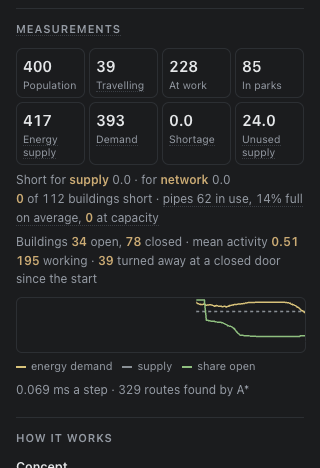 MEASUREMENTS
400 39 228 85
Population Travelling At work In parks
417 393 0.0 24.0
Energy supply Demand Shortage Unused supply
Short for supply 0.0 · for network 0.0
0 of 112 buildings short · pipes 62 in use, 14% full
on average, 0 at capacity
Buildings 34 open, 78 closed · mean activity 0.51
195 working · 39 turned away at a closed door
since the start
energy demand supply share open
0.069 ms a step · 329 routes found by A*
HOW IT WORKS
Concept